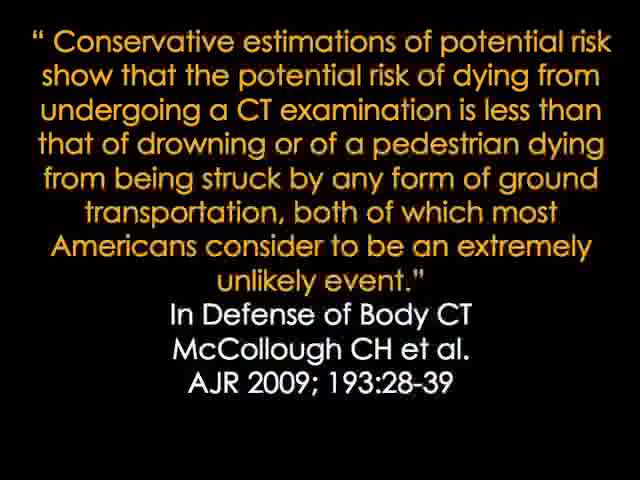 “ Conservative estimations of potential risk
show that the potential risk of dying from
undergoing a CT examination is less than
that of drowning or of a pedestrian dying
from being struck by any form of ground
transportation, both of which most
Americans consider to be an extremely
unlikely event.”
In Defense of Body CT
McCollough CH et al.
AJR 2009; 193:28-39